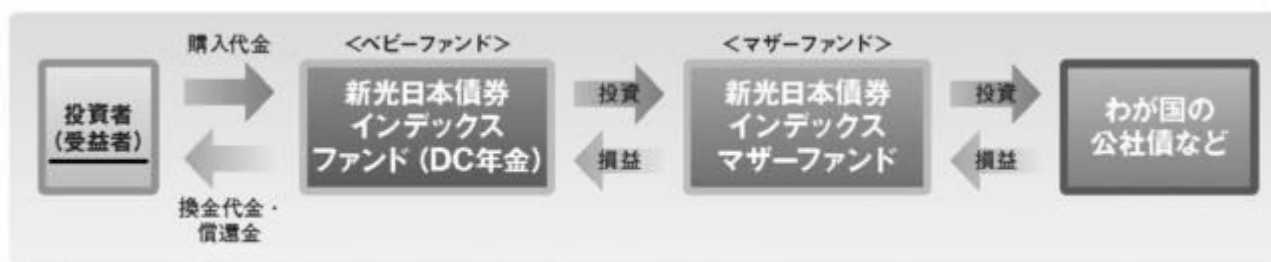 購入代金
<ベビーファンド>
<マザーファンド>
投資者
(受益者)
新光日本債券
インデックス
ファンド(DC年金)
投資
損益
新光日本債券
インデックス
マザーファンド
投資
損益
わが国の
公社債など
換金代金・
償還金